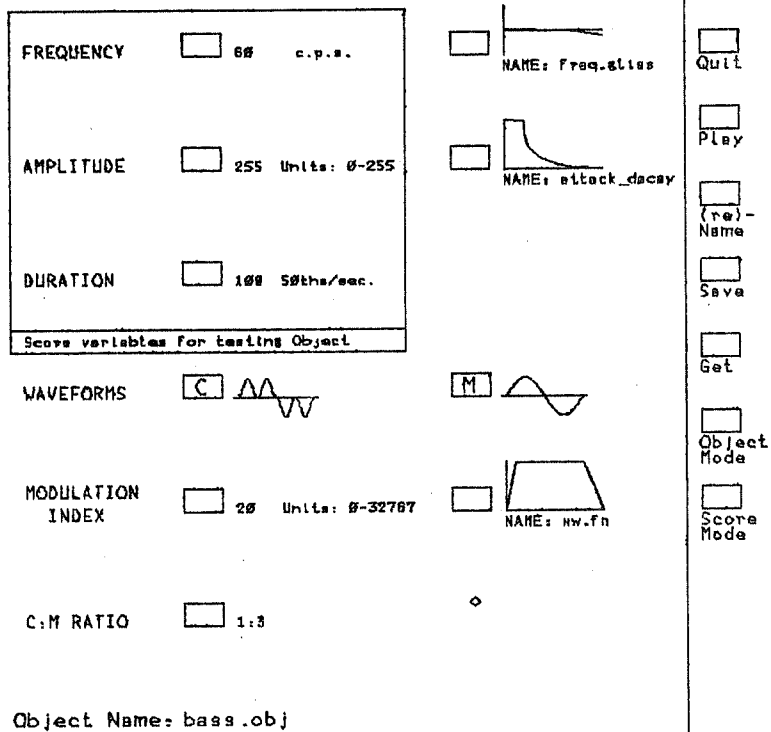 FREQUENCY 60 c.p.s.
NAME: freq.gliss
AMPLITUDE 255 Units: 0-255
NAME: attack_decay
DURATION 100 50ths/sec.
Score variables for testing Object
WAVEFORMS C M
MODULATION
INDEX 20 Units: 0-32767
NAME: nw.fn
C:M RATIO 1:3
Object Name: bass.obj
Quit
Play
(re)-
Name
Save
Get
Object
Mode
Score
Mode